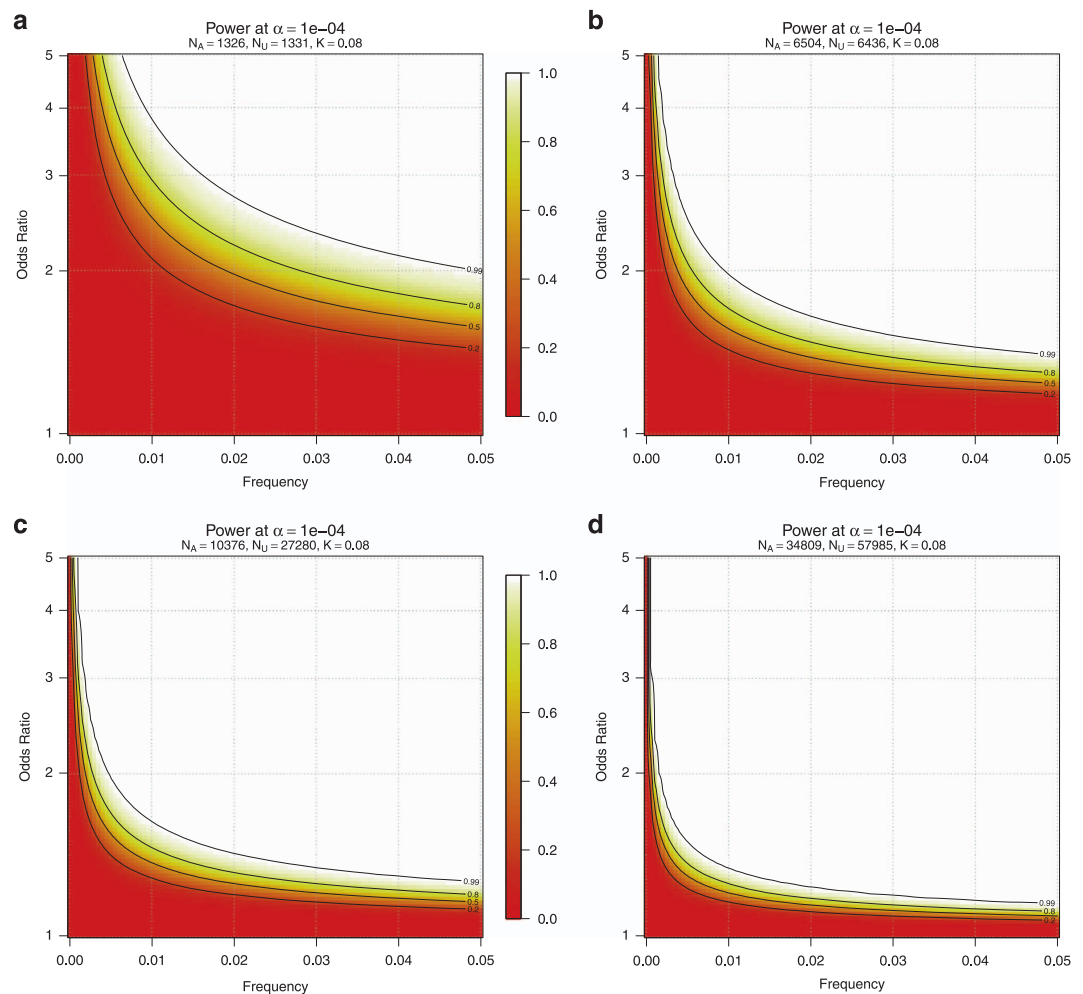 a
Power at α = 1e−04
N_A = 1326, N_U = 1331, K = 0.08
Odds Ratio
5
4
3
2
1
0.99
0.8
0.5
0.2
0.00 0.01 0.02 0.03 0.04 0.05
Frequency
1.0
0.8
0.6
0.4
0.2
0.0
b
Power at α = 1e−04
N_A = 6504, N_U = 6436, K = 0.08
Odds Ratio
5
4
3
2
1
0.99
0.8
0.5
0.2
0.00 0.01 0.02 0.03 0.04 0.05
Frequency
c
Power at α = 1e−04
N_A = 10376, N_U = 27280, K = 0.08
Odds Ratio
5
4
3
2
1
0.99
0.8
0.5
0.2
0.00 0.01 0.02 0.03 0.04 0.05
Frequency
1.0
0.8
0.6
0.4
0.2
0.0
d
Power at α = 1e−04
N_A = 34809, N_U = 57985, K = 0.08
Odds Ratio
5
4
3
2
1
0.99
0.8
0.2
0.00 0.01 0.02 0.03 0.04 0.05
Frequency